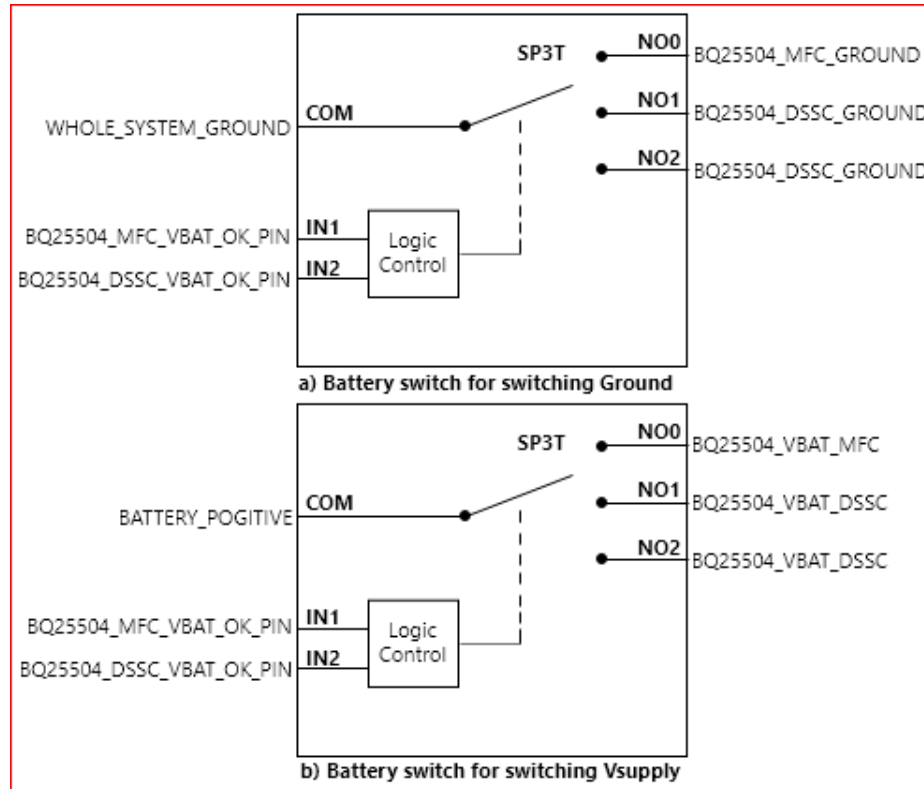 SP3T
NO0
BQ25504_MFC_GROUND
NO1
BQ25504_DSSC_GROUND
COM
WHOLE_SYSTEM_GROUND
NO2
BQ25504_DSSC_GROUND
IN1
BQ25504_MFC_VBAT_OK_PIN
Logic
Control
IN2
BQ25504_DSSC_VBAT_OK_PIN
a) Battery switch for switching Ground
SP3T
NO0
BQ25504_VBAT_MFC
NO1
BQ25504_VBAT_DSSC
COM
BATTERY_POGITIVE
NO2
BQ25504_VBAT_DSSC
IN1
BQ25504_MFC_VBAT_OK_PIN
Logic
Control
IN2
BQ25504_DSSC_VBAT_OK_PIN
b) Battery switch for switching Vsupply